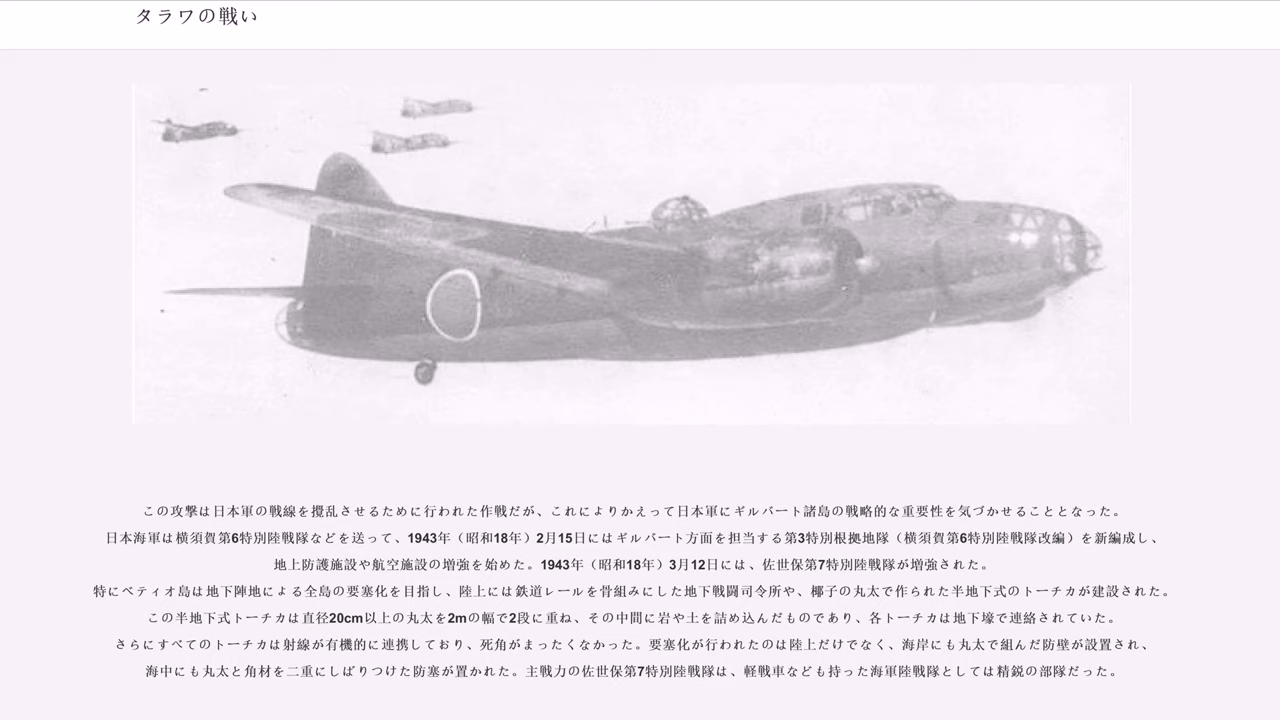 タラワの戦い
この攻撃は日本軍の戦線を攪乱させるために行われた作戦だが、これによりかえって日本軍にギルバート諸島の戦略的な重要性を気づかせることとなった。
日本海軍は横須賀第6特別陸戦隊などを送って、1943年（昭和18年）2月15日にはギルバート方面を担当する第3特別根拠地隊（横須賀第6特別陸戦隊改編）を新編成し、
地上防護施設や航空施設の増強を始めた。1943年（昭和18年）3月12日には、佐世保第7特別陸戦隊が増強された。
特にベティオ島は地下陣地による全島の要塞化を目指し、陸上には鉄道レールを骨組みにした地下戦闘司令所や、椰子の丸太で作られた半地下式のトーチカが建設された。
この半地下式トーチカは直径20cm以上の丸太を2mの幅で2段に重ね、その中間に岩や土を詰め込んだものであり、各トーチカは地下壕で連絡されていた。
さらにすべてのトーチカは射線が有機的に連携しており、死角がまったくなかった。要塞化が行われたのは陸上だけでなく、海岸にも丸太で組んだ防壁が設置され、
海中にも丸太と角材を二重にしばりつけた防塞が置かれた。主戦力の佐世保第7特別陸戦隊は、軽戦車なども持った海軍陸戦隊としては精鋭の部隊だった。